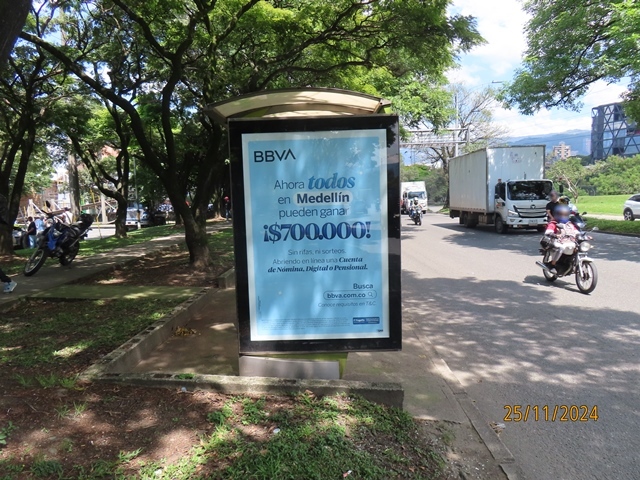 BBVA
Ahora todos
en Medellín
pueden ganar
¡$700.000!
Sin rifas, ni sorteos.
Abriendo en línea una Cuenta
de Nómina, Digital o Pensional.
Busca
bbva.com.co
25/11/2024